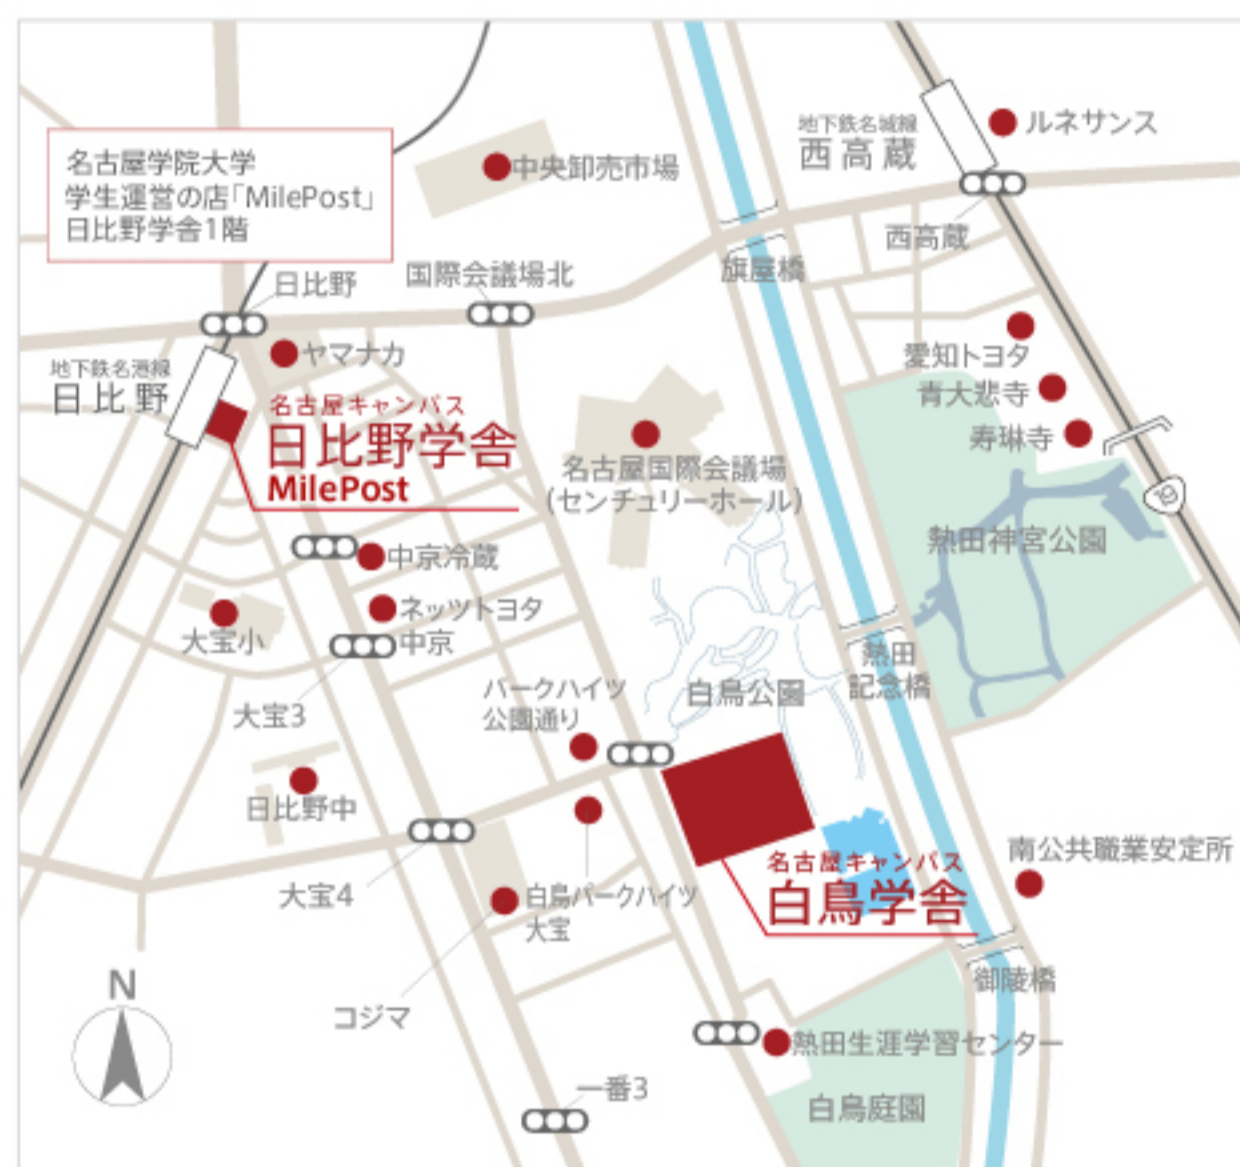 ルネサンス
地下鉄名城線
西高蔵
中央卸売市場
名古屋学院大学
学生運営の店「MilePost」
日比野学舎1階
西高蔵
旗屋橋
国際会議場北
日比野
ヤマナカ
地下鉄名港線
日比野
愛知トヨタ
青大悲寺
寿琳寺
名古屋キャンパス
日比野学舎
MilePost
名古屋国際会議場
(センチュリーホール)
19
熱田神宮公園
中京冷蔵
ネッツトヨタ
中京
大宝小
熱田
記念橋
白鳥公園
パークハイツ
公園通り
大宝3
日比野中
南公共職業安定所
名古屋キャンパス
白鳥学舎
大宝4
白鳥パークハイツ
大宝
御陵橋
N
コジマ
熱田生涯学習センター
一番3
白鳥庭園